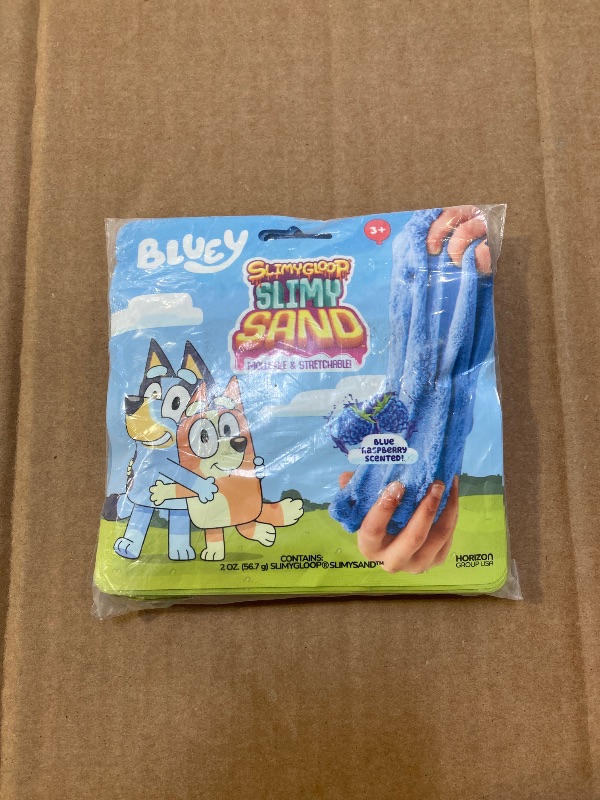 BLUEY
3+
SLIMYGLOOP
SLIMY
SAND
MOLDABLE & STRETCHABLE!
BLUE
RASPBERRY
SCENTED!
CONTAINS:
2 OZ. (56.7 g) SLIMYGLOOP®SLIMYSAND™
HORIZON
GROUP USA